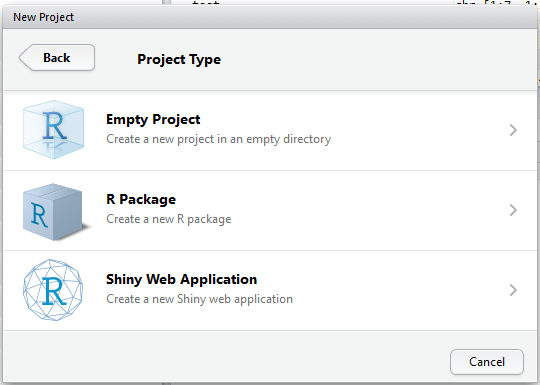 test
New Project
Back
Project Type
R
Empty Project
Create a new project in an empty directory
R
R Package
Create a new R package
R
Shiny Web Application
Create a new Shiny web application
Cancel